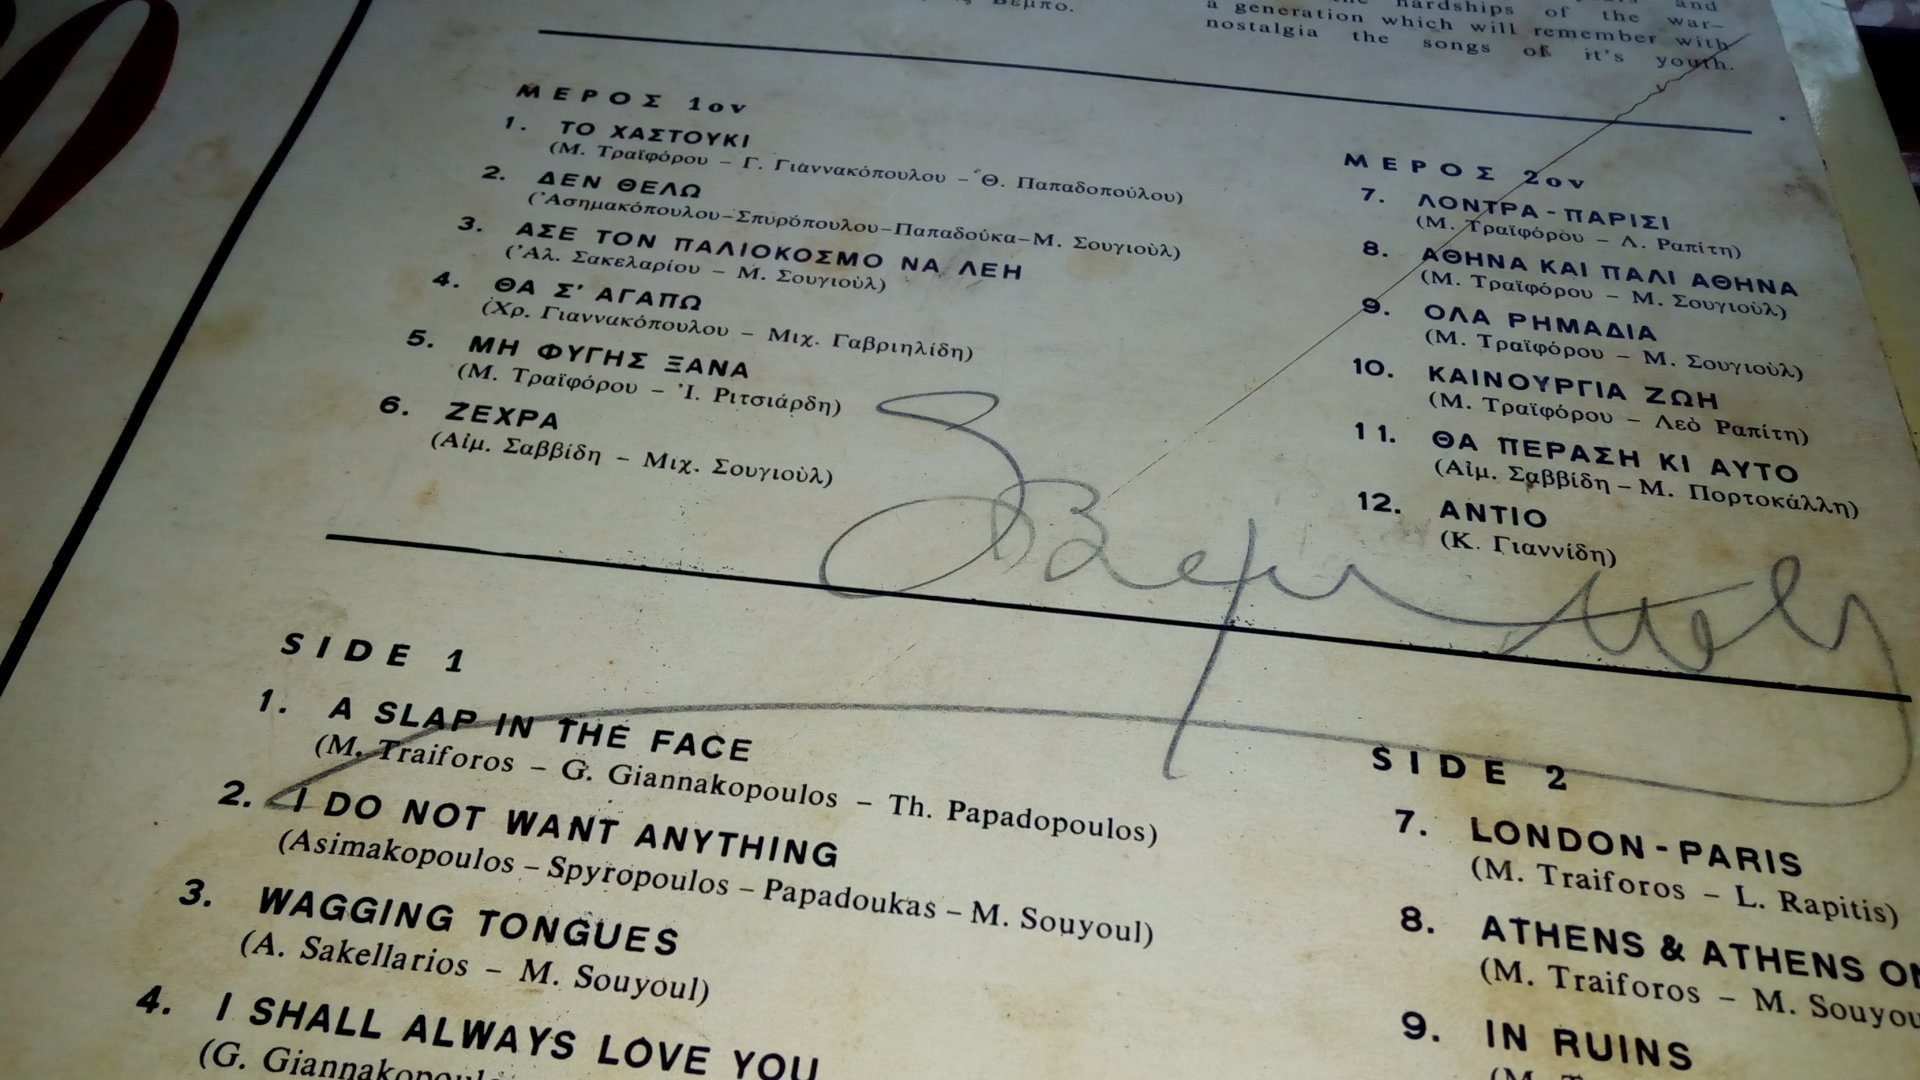 Βέμπο.
hardships of the war-
a generation which will remember with
nostalgia the songs of it's youth.
ΜΕΡΟΣ 1ον
1. ΤΟ ΧΑΣΤΟΥΚΙ
(Μ. Τραϊφόρου – Γ. Γιαννακόπουλου – Θ. Παπαδοπούλου)
2. ΔΕΝ ΘΕΛΩ
(Ἀσημακόπουλου–Σπυρόπουλου–Παπαδούκα–Μ. Σουγιοὺλ)
3. ΑΣΕ ΤΟΝ ΠΑΛΙΟΚΟΣΜΟ ΝΑ ΛΕΗ
(Ἀλ. Σακελαρίου – Μ. Σουγιοὺλ)
4. ΘΑ Σ' ΑΓΑΠΩ
(Χρ. Γιαννακόπουλου – Μιχ. Γαβριηλίδη)
5. ΜΗ ΦΥΓΗΣ ΞΑΝΑ
(Μ. Τραϊφόρου – Ἰ. Ριτσιάρδη)
6. ΖΕΧΡΑ
(Αἰμ. Σαββίδη – Μιχ. Σουγιοὺλ)
ΜΕΡΟΣ 2ον
7. ΛΟΝΤΡΑ - ΠΑΡΙΣΙ
(Μ. Τραϊφόρου – Λ. Ραπίτη)
8. ΑΘΗΝΑ ΚΑΙ ΠΑΛΙ ΑΘΗΝΑ
(Μ. Τραϊφόρου – Μ. Σουγιοὺλ)
9. ΟΛΑ ΡΗΜΑΔΙΑ
(Μ. Τραϊφόρου – Μ. Σουγιοὺλ)
10. ΚΑΙΝΟΥΡΓΙΑ ΖΩΗ
(Μ. Τραϊφόρου – Λεὸ Ραπίτη)
11. ΘΑ ΠΕΡΑΣΗ ΚΙ ΑΥΤΟ
(Αἰμ. Σαββίδη – Μ. Πορτοκάλλη)
12. ΑΝΤΙΟ
(Κ. Γιαννίδη)
SIDE 1
1. A SLAP IN THE FACE
(M. Traiforos – G. Giannakopoulos – Th. Papadopoulos)
2. I DO NOT WANT ANYTHING
(Asimakopoulos – Spyropoulos – Papadoukas – M. Souyoul)
3. WAGGING TONGUES
(A. Sakellarios – M. Souyoul)
4. I SHALL ALWAYS LOVE YOU
(G.
SIDE 2
7. LONDON - PARIS
(M. Traiforos – L. Rapitis)
8. ATHENS & ATHENS
(M. Traiforos – M.
9. IN RUINS